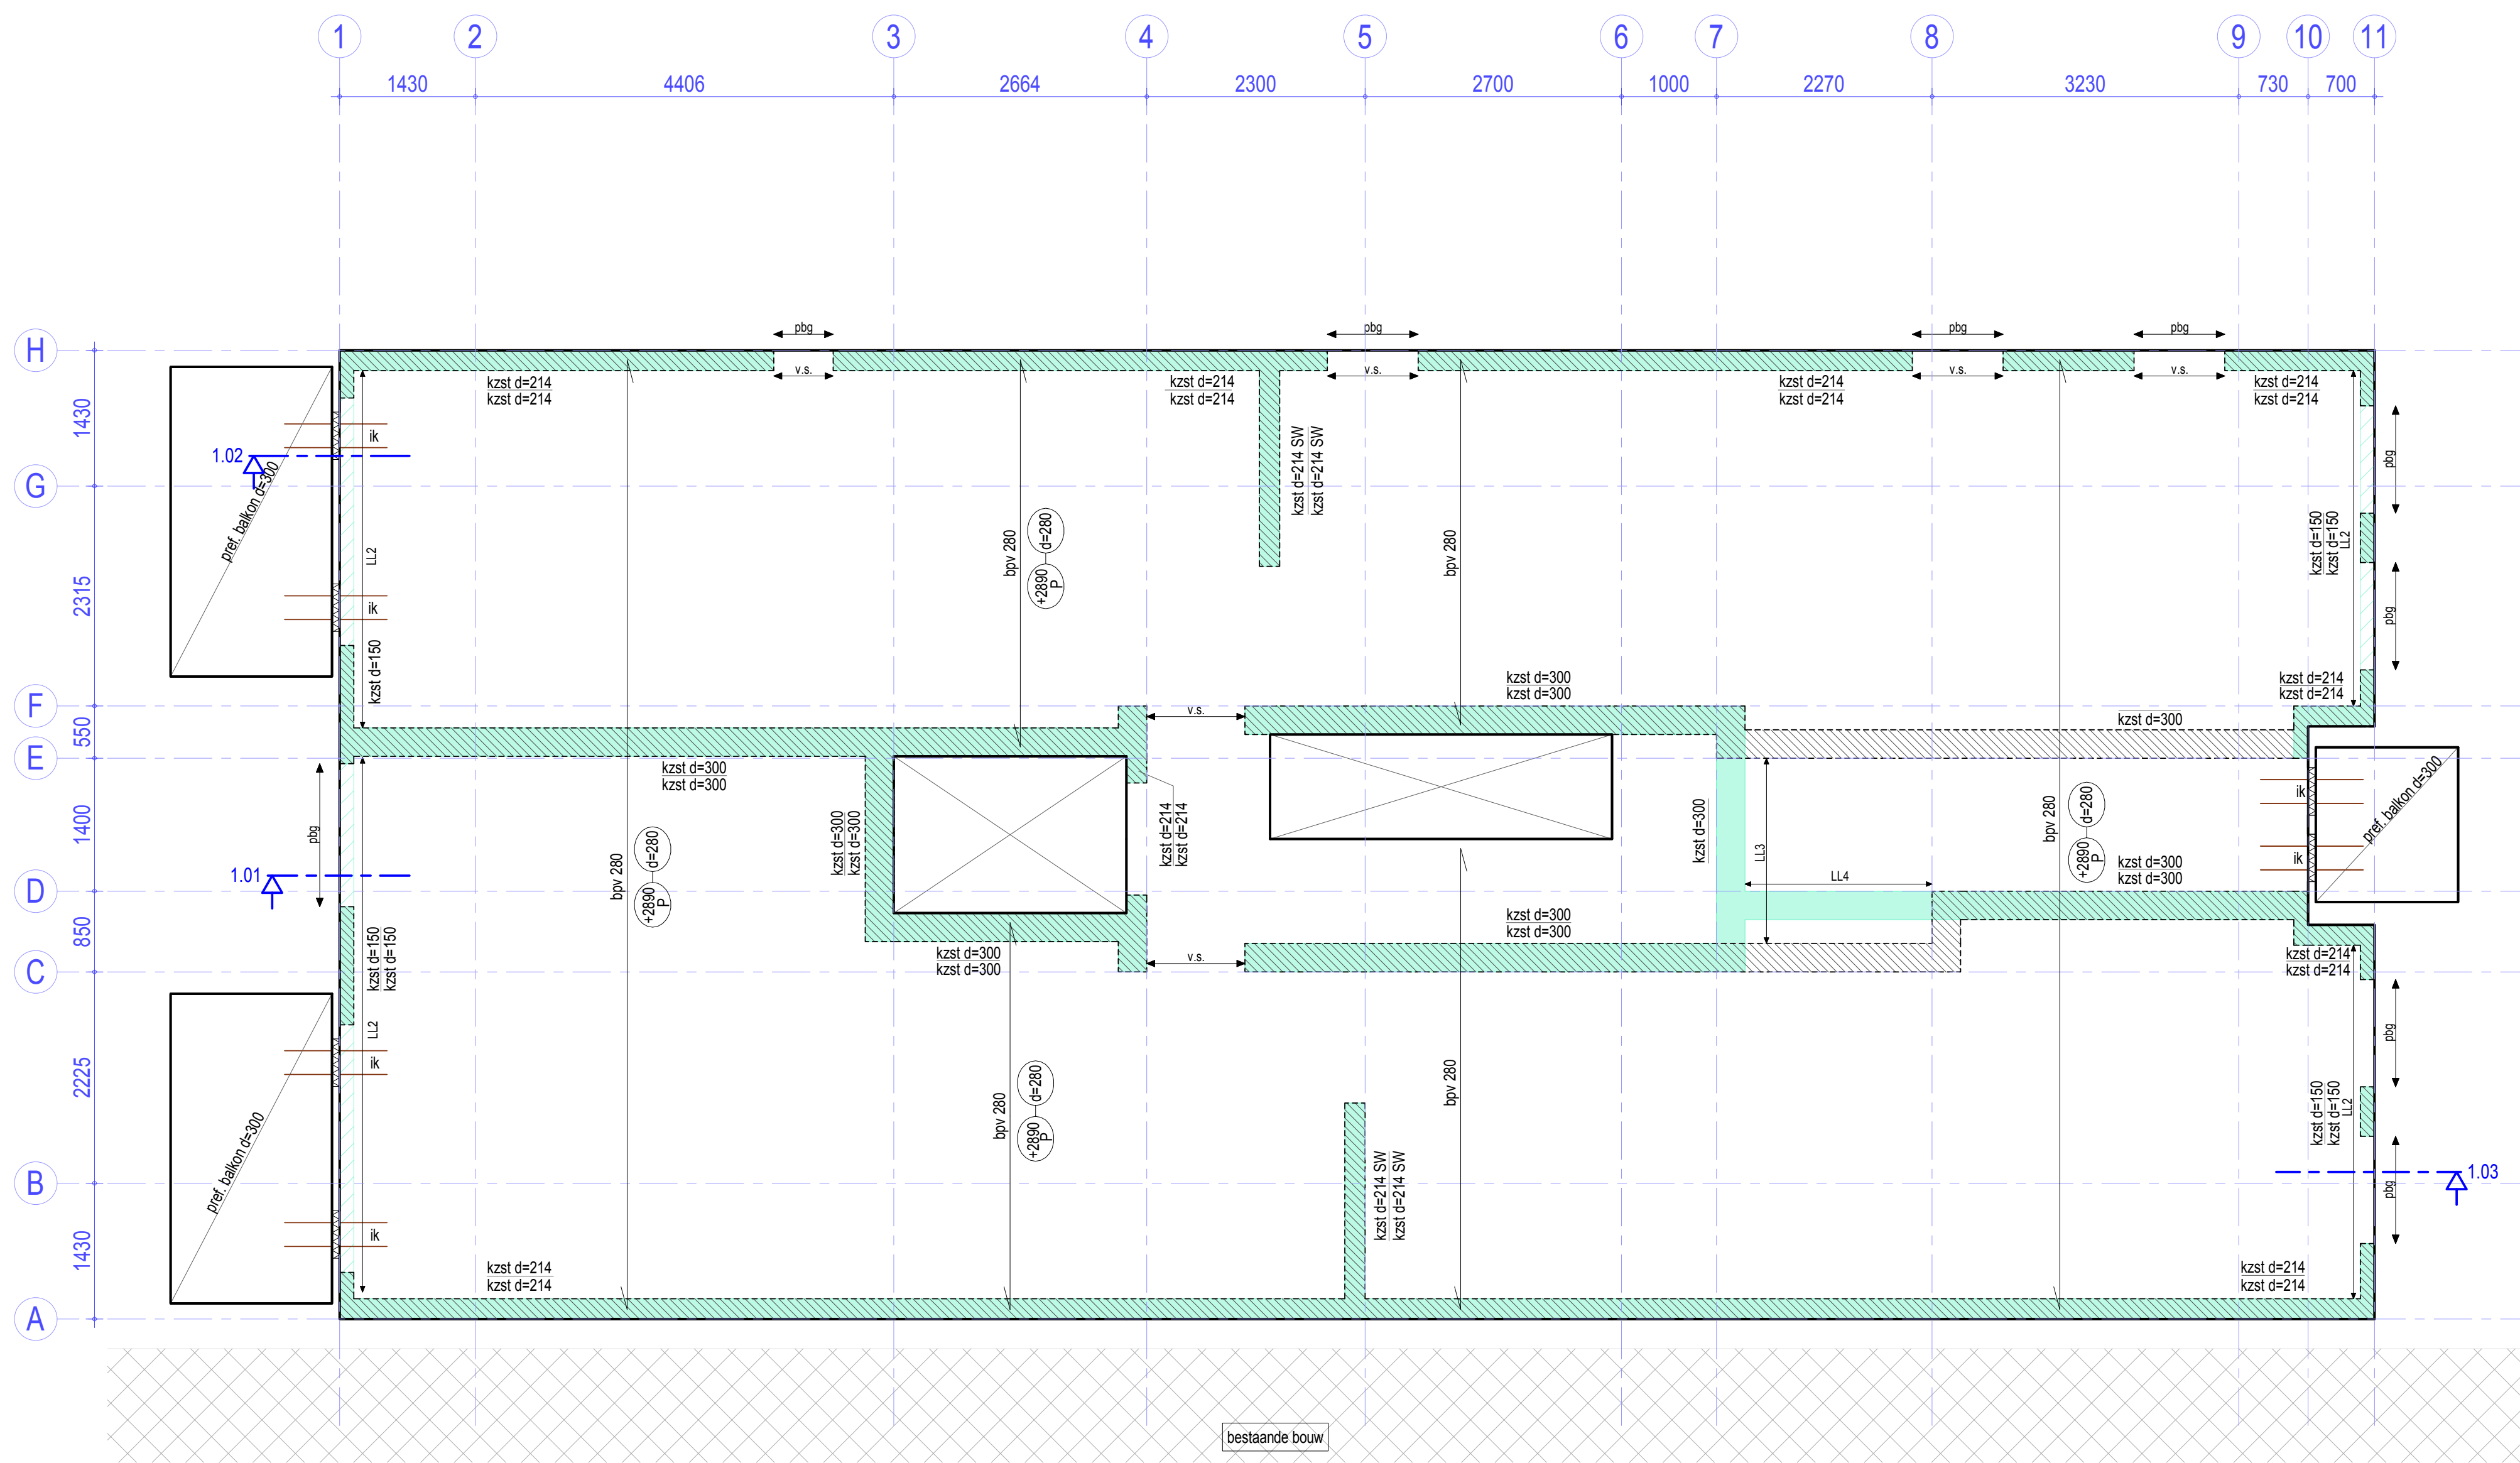 1 2 3 4 5 6 7 8 9 10 11
1430 4406 2664 2300 2700 1000 2270 3230 730 700
H
G
F
E
D
C
B
A
1430
2315
550
1400
850
2225
1430
pbg
pbg
pbg
pbg
v.s.
v.s.
v.s.
v.s.
kzst d=214
kzst d=214
kzst d=214
kzst d=214
kzst d=214
kzst d=214
kzst d=214
kzst d=214
ik
1.02
pref. balkon d=300
LL2
ik
kzst d=150
kzst d=214 SW
kzst d=214 SW
bpv 280
d=280
+2890
P
bpv 280
kzst d=150
kzst d=150
LL2
pbg
pbg
kzst d=300
kzst d=300
kzst d=214
kzst d=214
v.s.
kzst d=300
kzst d=300
kzst d=300
pbg
1.01
bpv 280
d=280
+2890
P
kzst d=300
kzst d=300
kzst d=214
kzst d=214
kzst d=300
LL3
LL4
bpv 280
d=280
+2890
P
kzst d=300
kzst d=300
ik
ik
pref. balkon d=300
kzst d=300
kzst d=300
kzst d=300
kzst d=300
v.s.
kzst d=214
kzst d=214
kzst d=150
kzst d=150
LL2
ik
pref. balkon d=300
ik
bpv 280
d=280
+2890
P
bpv 280
kzst d=214 SW
kzst d=214 SW
kzst d=150
kzst d=150
LL2
pbg
pbg
1.03
kzst d=214
kzst d=214
kzst d=214
kzst d=214
bestaande bouw